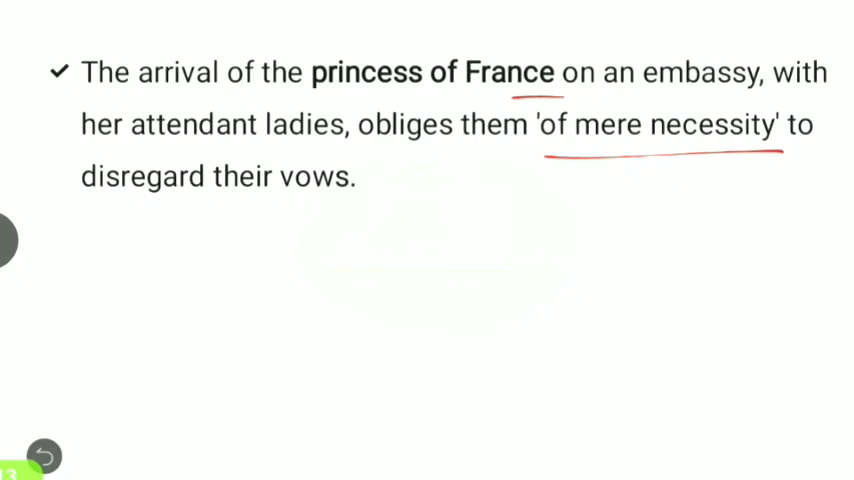 ✓ The arrival of the princess of France on an embassy, with
her attendant ladies, obliges them 'of mere necessity' to
disregard their vows.
13